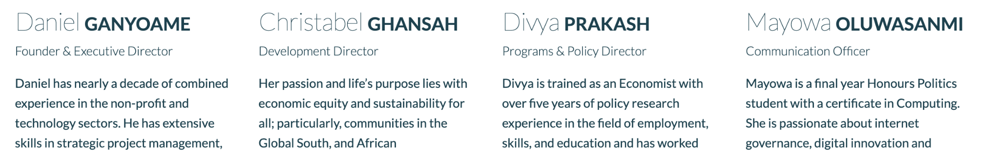 Daniel GANYOAME
Founder & Executive Director
Daniel has nearly a decade of combined
experience in the non-profit and
technology sectors. He has extensive
skills in strategic project management,
Christabel GHANSAH
Development Director
Her passion and life’s purpose lies with
economic equity and sustainability for
all; particularly, communities in the
Global South, and African
Divya PRAKASH
Programs & Policy Director
Divya is trained as an Economist with
over five years of policy research
experience in the field of employment,
skills, and education and has worked
Mayowa OLUWASANMI
Communication Officer
Mayowa is a final year Honours Politics
student with a certificate in Computing.
She is passionate about internet
governance, digital innovation and